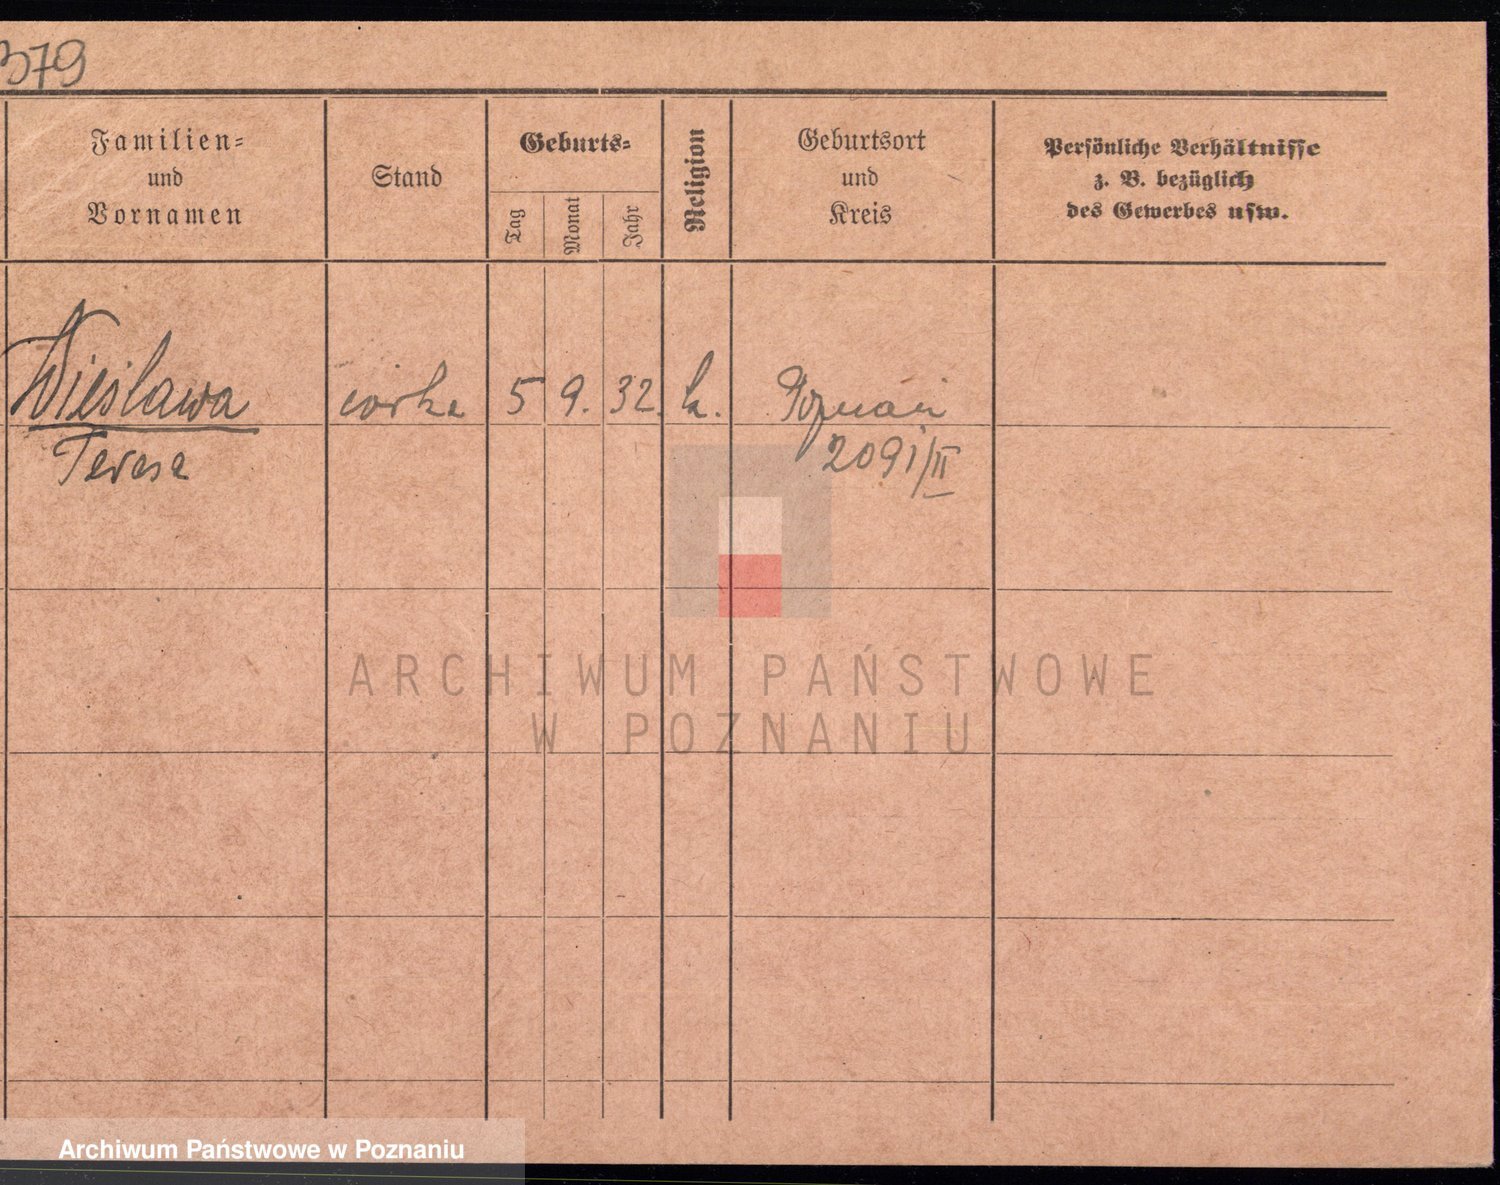 379
Familien=
und
Vornamen
Stand
Geburts=
Tag
Monat
Jahr
Religion
Geburtsort
und
Kreis
Persönliche Verhältnisse
z. B. bezüglich
des Gewerbes usw.
Wiesława córka 5 9. 32. k. Poznań
Teresa 2091/II
ARCHIWUM PAŃSTWOWE
W POZNANIU
Archiwum Państwowe w Poznaniu